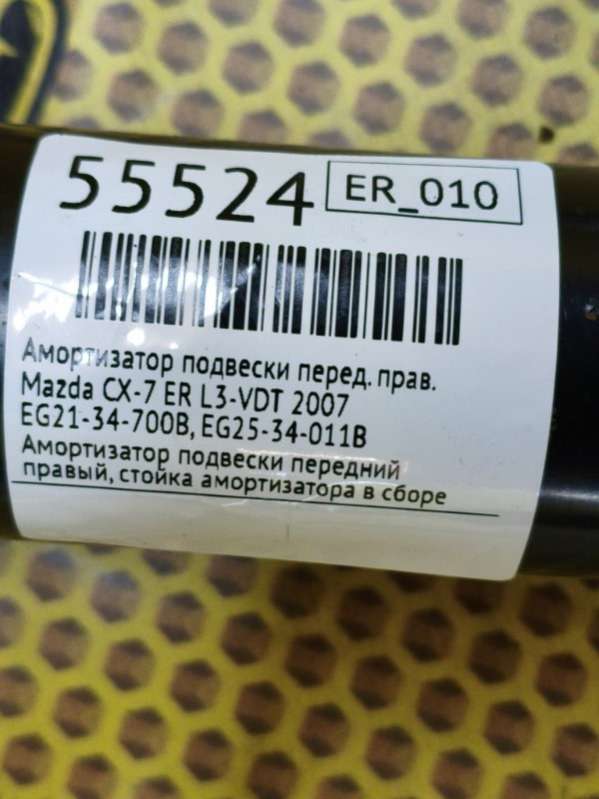 55524 ER_010
Амортизатор подвески перед. прав.
Mazda CX-7 ER L3-VDT 2007
EG21-34-700B, EG25-34-011B
Амортизатор подвески передний
правый, стойка амортизатора в сборе